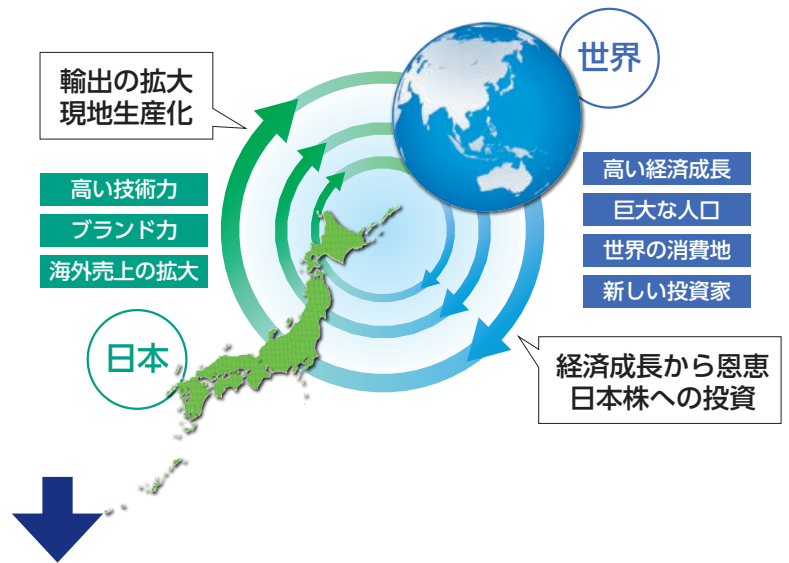 世界
輸出の拡大
現地生産化
高い技術力
ブランド力
海外売上の拡大
日本
高い経済成長
巨大な人口
世界の消費地
新しい投資家
経済成長から恩恵
日本株への投資